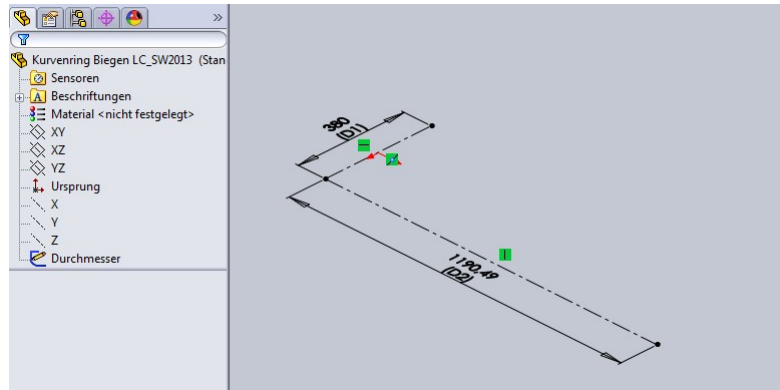 »
Kurvenring Biegen LC_SW2013 (Stan
Sensoren
A Beschriftungen
Material <nicht festgelegt>
XY
XZ
YZ
Ursprung
X
Y
Z
Durchmesser
380
(D1)
1190.49
(D2)